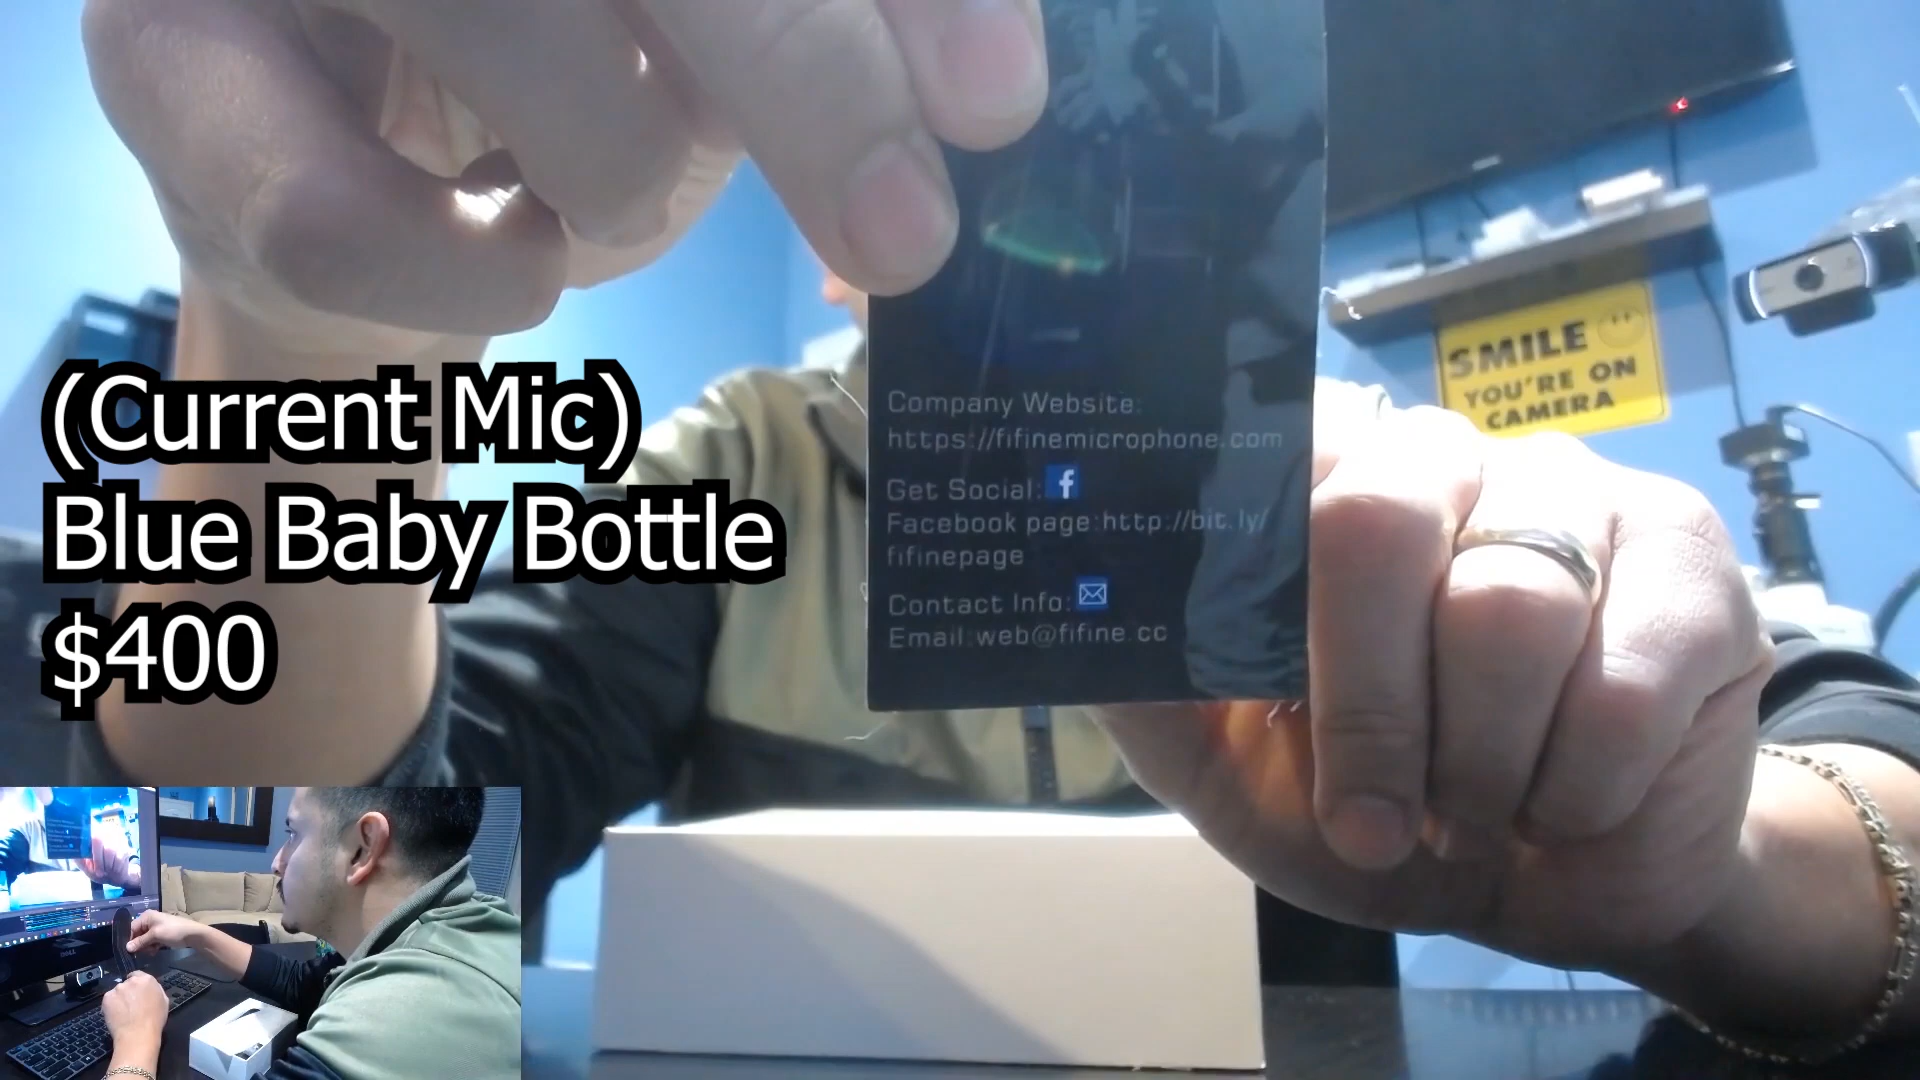 (Current Mic)
Blue Baby Bottle
$400
Company Website:
https://fifinemicrophone.com
Get Social: f
Facebook page:http://bit.ly/
fifinepage
Contact Info:
Email:web@fifine.cc
SMILE
YOU'RE ON
CAMERA
DELL